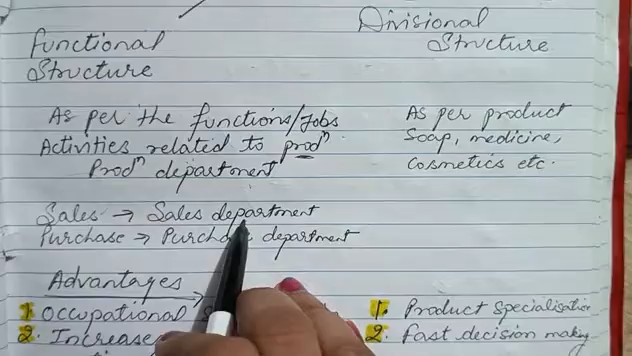 Functional
Structure
Divisional
Structure
As per the functions/Jobs
Activities related to prodⁿ
Prodⁿ department
As per product
Soap, medicine,
Cosmetics etc.
Sales → Sales department
Purchase → department
Advantages
1. Occupational
2. Increase
1. Product Specialisation
2. Fast decision making